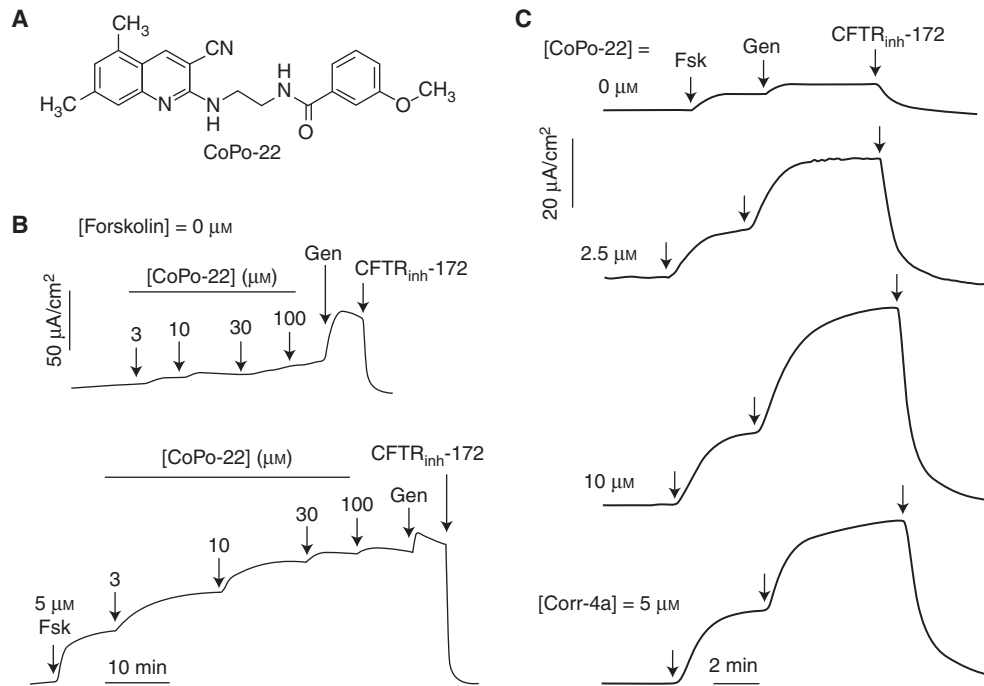 A
CH₃
CN
H₃C
N
N
H
H
N
O
O
CH₃
CoPo-22
B
[Forskolin] = 0 μM
[CoPo-22] (μM)
Gen
CFTRinh-172
50 μA/cm²
3
10
30
100
[CoPo-22] (μM)
CFTRinh-172
Gen
100
30
10
3
5 μM
Fsk
10 min
C
[CoPo-22] =
Fsk
Gen
CFTRinh-172
0 μM
20 μA/cm²
2.5 μM
10 μM
[Corr-4a] = 5 μM
2 min